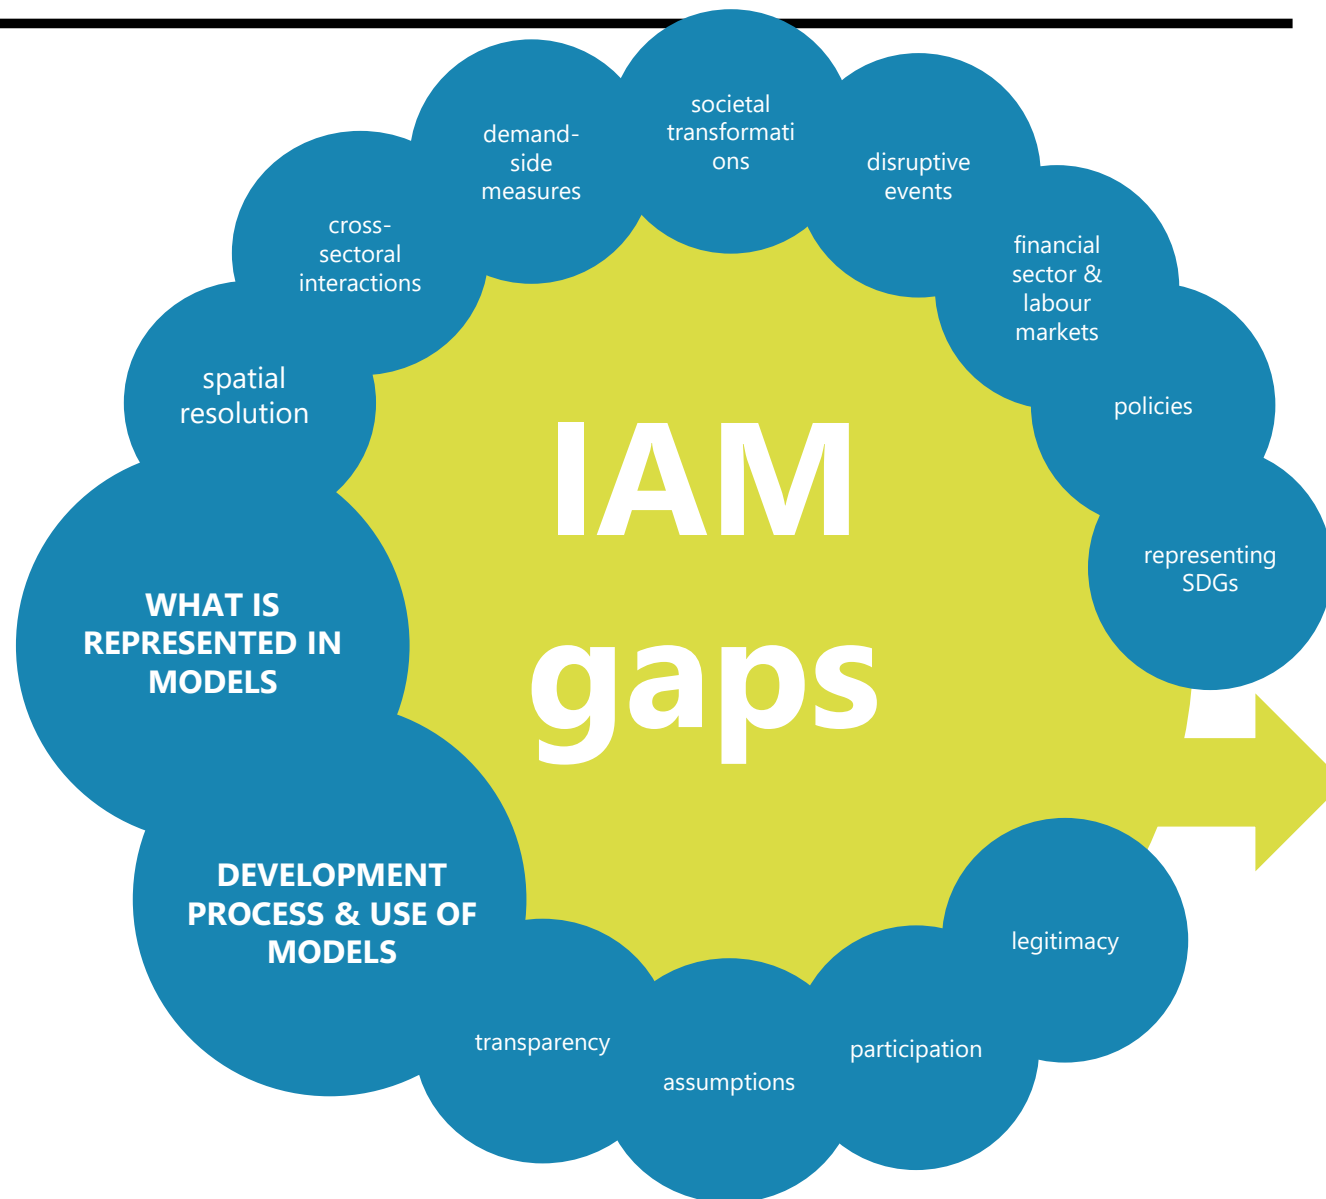 societal
transformati
ons
demand-
side
measures
disruptive
events
cross-
sectoral
interactions
financial
sector &
labour
markets
spatial
resolution
policies
IAM
gaps
representing
SDGs
WHAT IS
REPRESENTED IN
MODELS
DEVELOPMENT
PROCESS & USE OF
MODELS
legitimacy
transparency
participation
assumptions